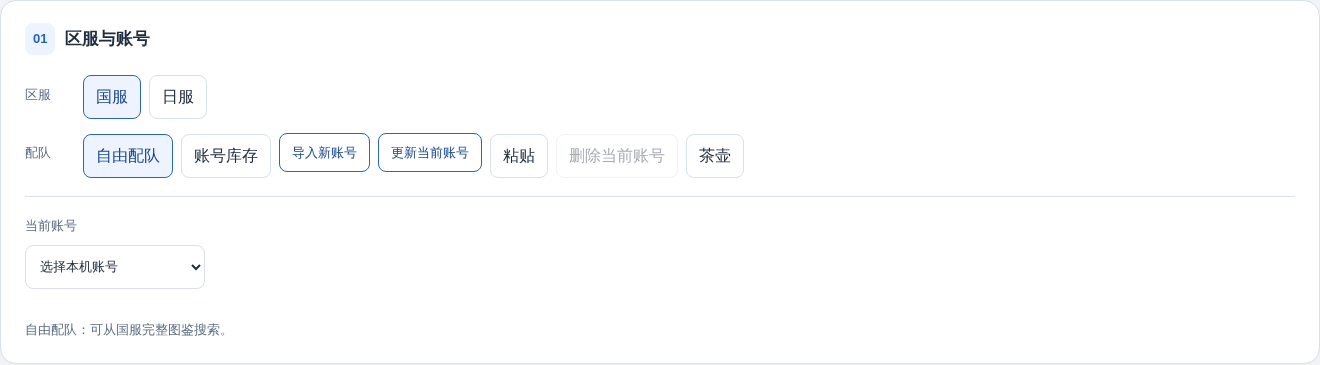 01 区服与账号
区服 国服 日服
配队 自由配队 账号库存 导入新账号 更新当前账号 粘贴 删除当前账号 茶壶
当前账号
选择本机账号
自由配队：可从国服完整图鉴搜索。